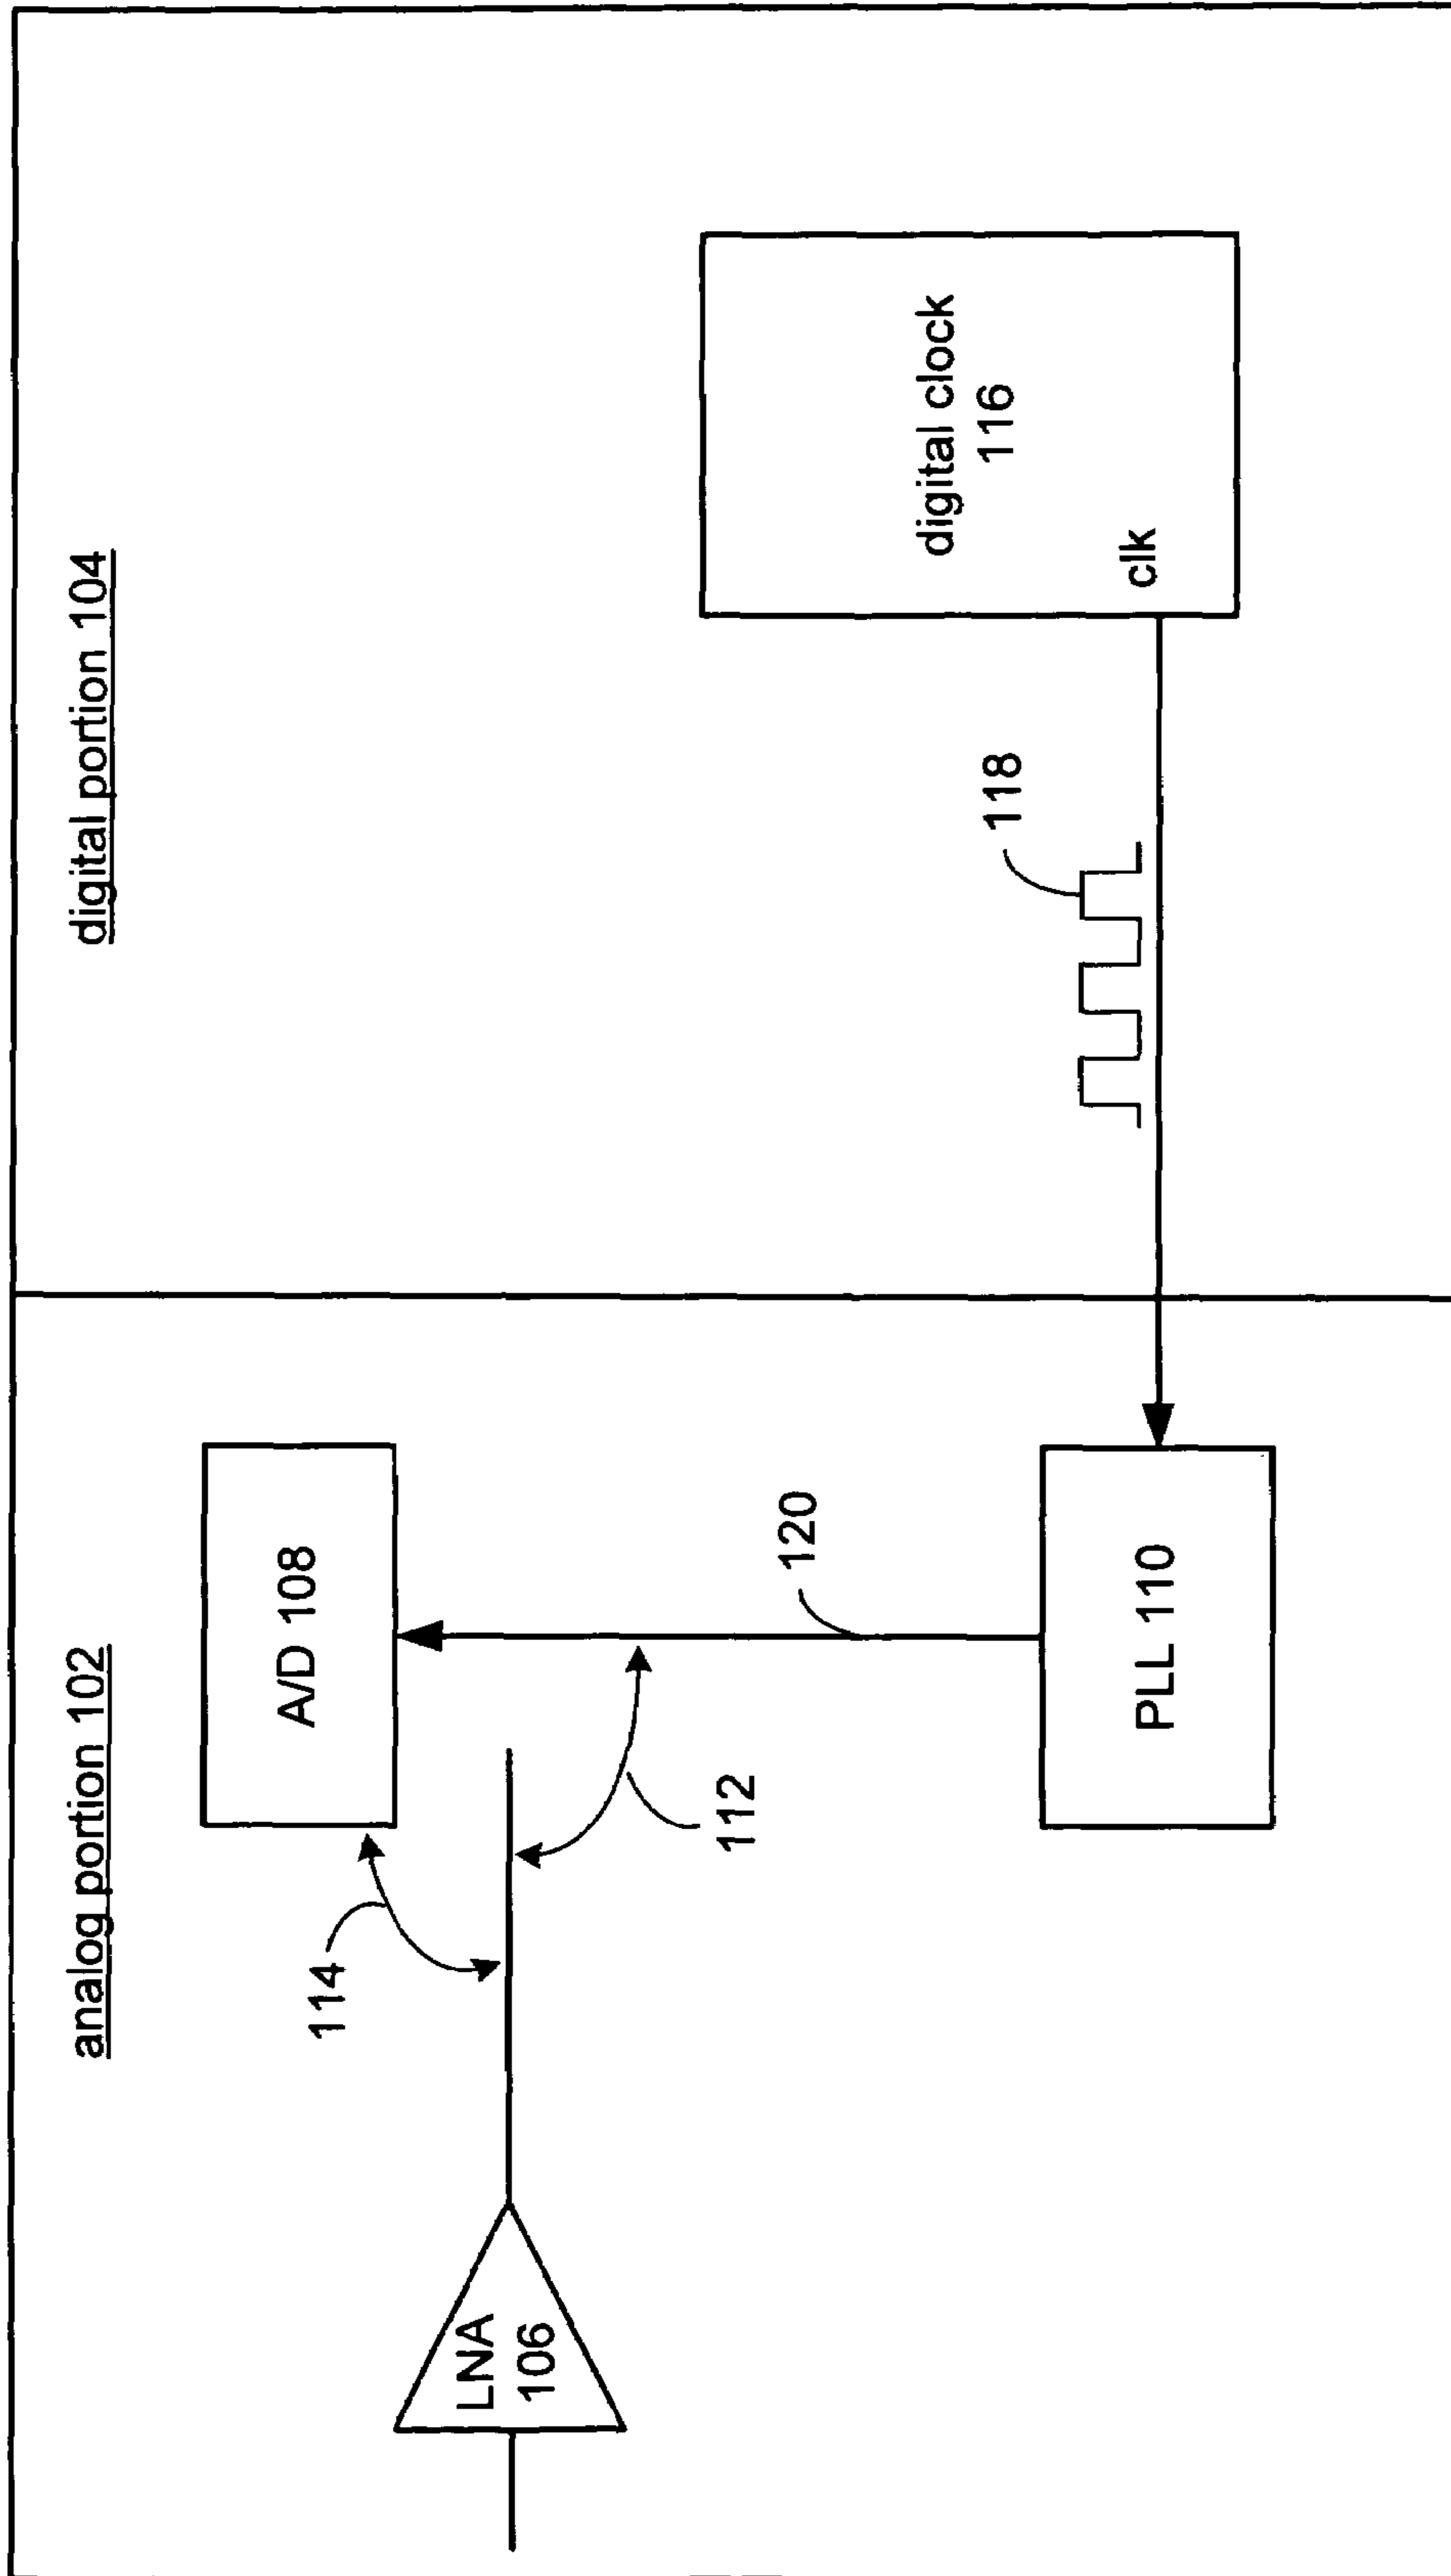 analog portion 102
digital portion 104
A/D 108
114
LNA
106
112
120
PLL 110
118
digital clock
116
clk